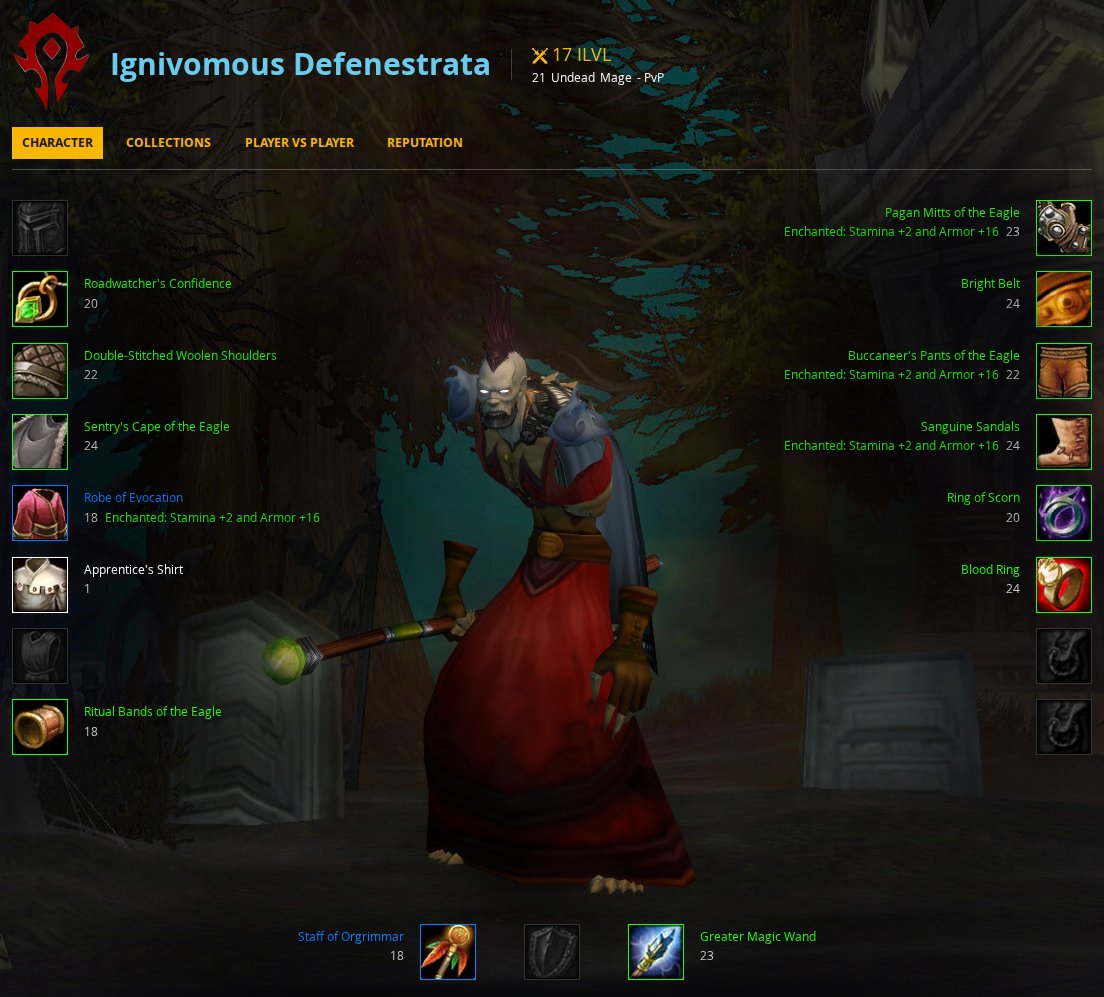 Ignivomous Defenestrata
17 ILVL
21 Undead Mage - PvP
CHARACTER COLLECTIONS PLAYER VS PLAYER REPUTATION
Roadwatcher's Confidence
20
Double-Stitched Woolen Shoulders
22
Sentry's Cape of the Eagle
24
Robe of Evocation
18 Enchanted: Stamina +2 and Armor +16
Apprentice's Shirt
1
Ritual Bands of the Eagle
18
Pagan Mitts of the Eagle
Enchanted: Stamina +2 and Armor +16 23
Bright Belt
24
Buccaneer's Pants of the Eagle
Enchanted: Stamina +2 and Armor +16 22
Sanguine Sandals
Enchanted: Stamina +2 and Armor +16 24
Ring of Scorn
20
Blood Ring
24
Staff of Orgrimmar
18
Greater Magic Wand
23